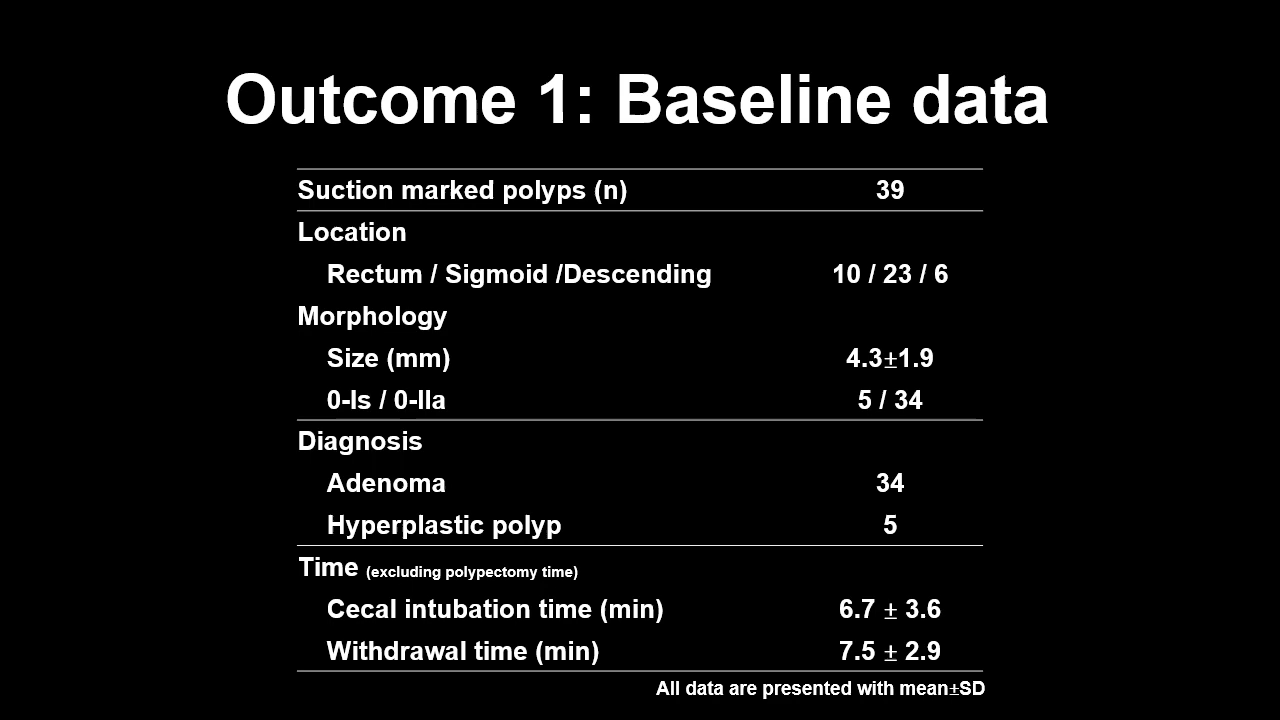 Outcome 1: Baseline data
Suction marked polyps (n) 39
Location
Rectum / Sigmoid /Descending 10 / 23 / 6
Morphology
Size (mm) 4.3±1.9
0-Is / 0-IIa 5 / 34
Diagnosis
Adenoma 34
Hyperplastic polyp 5
Time (excluding polypectomy time)
Cecal intubation time (min) 6.7 ± 3.6
Withdrawal time (min) 7.5 ± 2.9
All data are presented with mean±SD